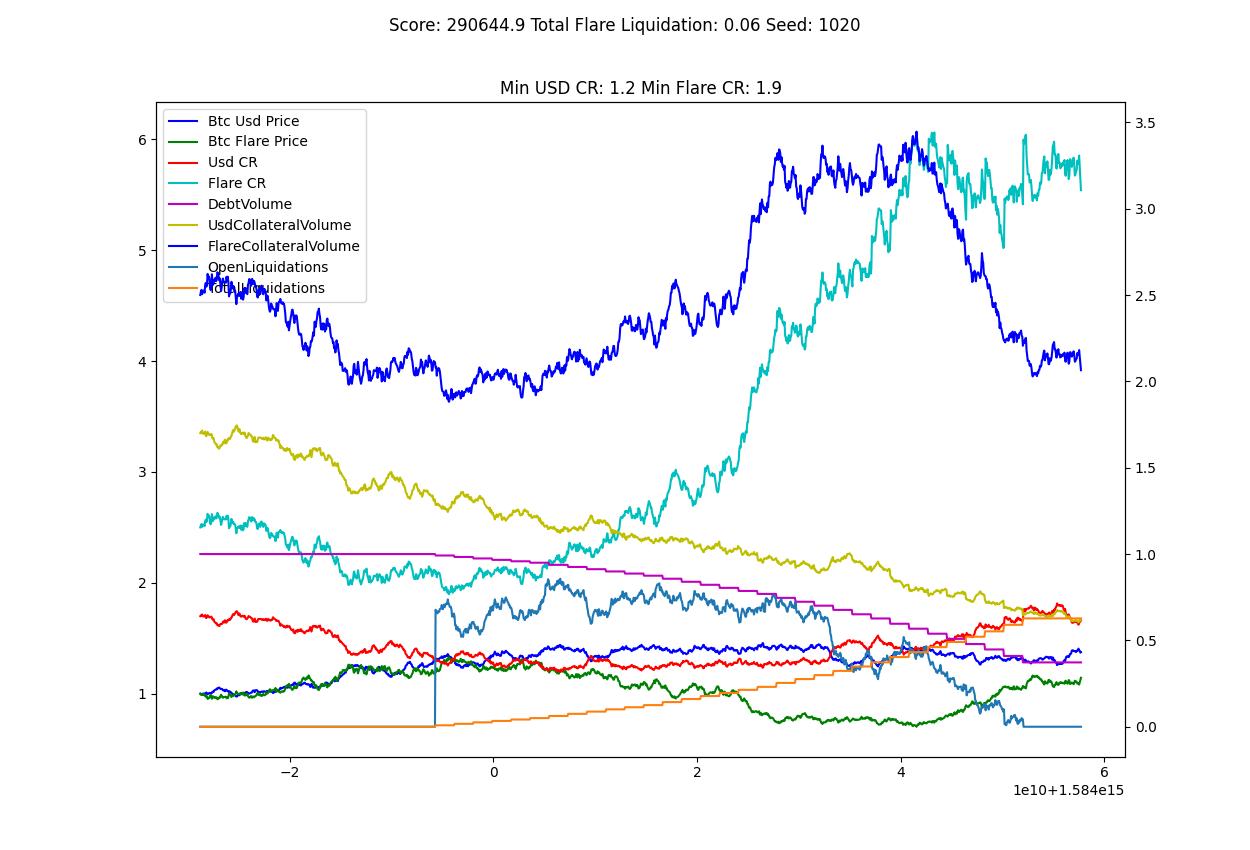 Score: 290644.9 Total Flare Liquidation: 0.06 Seed: 1020
Min USD CR: 1.2 Min Flare CR: 1.9
Btc Usd Price
Btc Flare Price
Usd CR
Flare CR
DebtVolume
UsdCollateralVolume
FlareCollateralVolume
OpenLiquidations
TotalLiquidations
6
5
4
3
2
1
3.5
3.0
2.5
2.0
1.5
1.0
0.5
0.0
−2 0 2 4 6
1e10+1.584e15